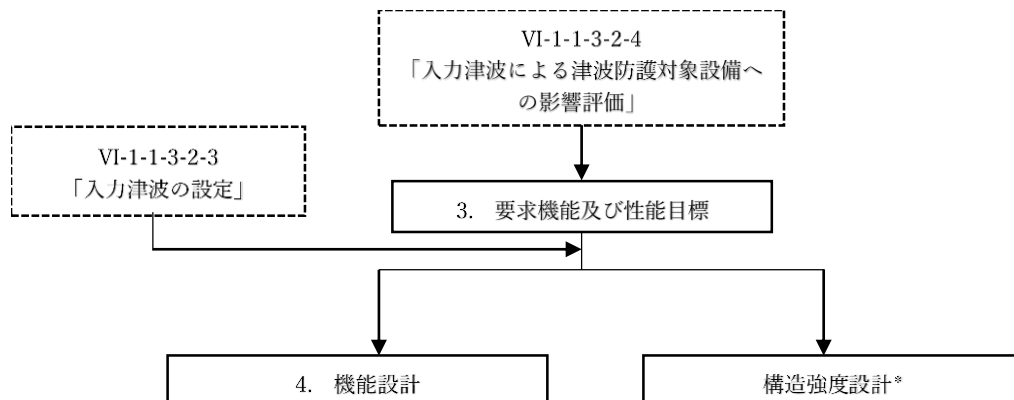 VI-1-1-3-2-4
「入力津波による津波防護対象設備へ
の影響評価」
VI-1-1-3-2-3
「入力津波の設定」
3. 要求機能及び性能目標
4. 機能設計
構造強度設計*